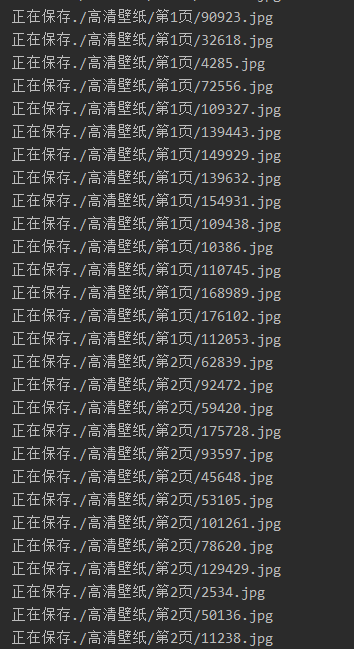 正在保存./高清壁纸/第1页/90923.jpg
正在保存./高清壁纸/第1页/32618.jpg
正在保存./高清壁纸/第1页/4285.jpg
正在保存./高清壁纸/第1页/72556.jpg
正在保存./高清壁纸/第1页/109327.jpg
正在保存./高清壁纸/第1页/139443.jpg
正在保存./高清壁纸/第1页/149929.jpg
正在保存./高清壁纸/第1页/139632.jpg
正在保存./高清壁纸/第1页/154931.jpg
正在保存./高清壁纸/第1页/109438.jpg
正在保存./高清壁纸/第1页/10386.jpg
正在保存./高清壁纸/第1页/110745.jpg
正在保存./高清壁纸/第1页/168989.jpg
正在保存./高清壁纸/第1页/176102.jpg
正在保存./高清壁纸/第1页/112053.jpg
正在保存./高清壁纸/第2页/62839.jpg
正在保存./高清壁纸/第2页/92472.jpg
正在保存./高清壁纸/第2页/59420.jpg
正在保存./高清壁纸/第2页/175728.jpg
正在保存./高清壁纸/第2页/93597.jpg
正在保存./高清壁纸/第2页/45648.jpg
正在保存./高清壁纸/第2页/53105.jpg
正在保存./高清壁纸/第2页/101261.jpg
正在保存./高清壁纸/第2页/78620.jpg
正在保存./高清壁纸/第2页/129429.jpg
正在保存./高清壁纸/第2页/2534.jpg
正在保存./高清壁纸/第2页/50136.jpg
正在保存./高清壁纸/第2页/11238.jpg